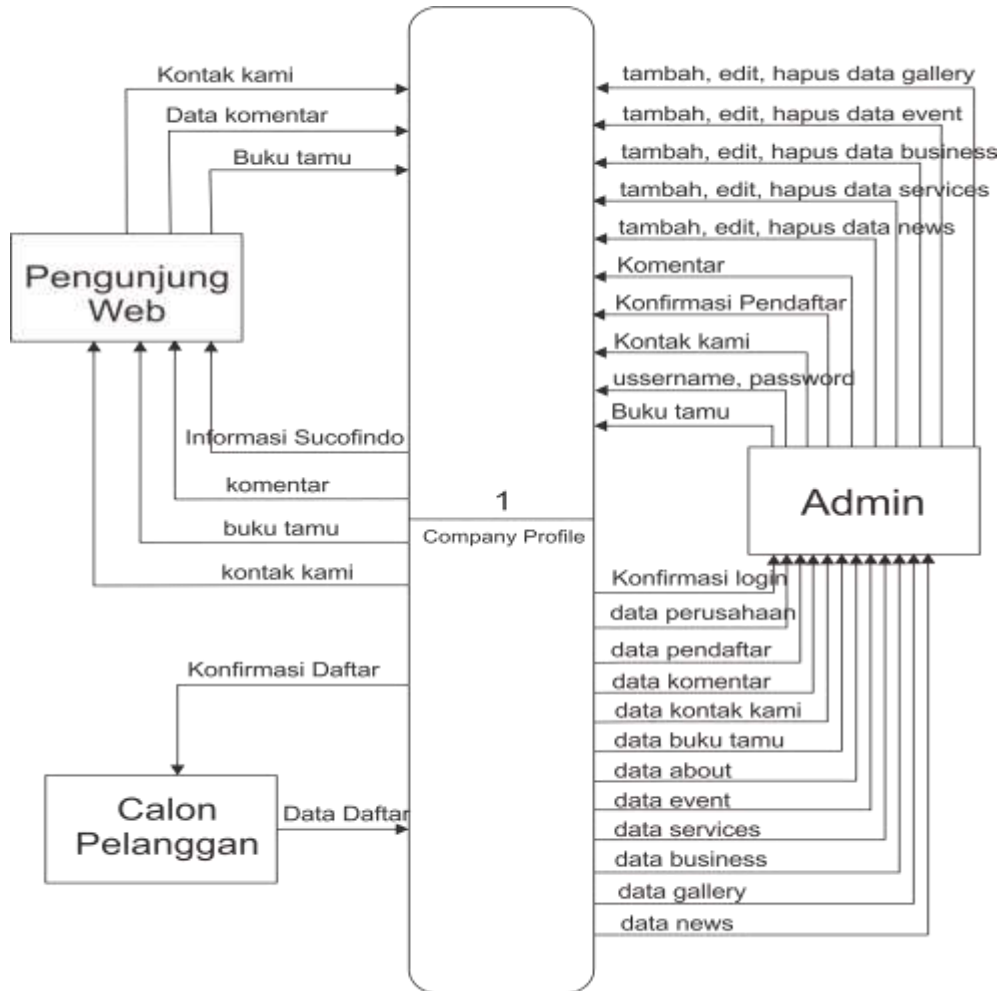 Kontak kami
Data komentar
Buku tamu
Pengunjung
Web
Informasi Sucofindo
komentar
buku tamu
kontak kami
Konfirmasi Daftar
Calon
Pelanggan
Data Daftar
1
Company Profile
tambah, edit, hapus data gallery
tambah, edit, hapus data event
tambah, edit, hapus data business
tambah, edit, hapus data services
tambah, edit, hapus data news
Komentar
Konfirmasi Pendaftar
Kontak kami
ussername, password
Buku tamu
Admin
Konfirmasi login
data perusahaan
data pendaftar
data komentar
data kontak kami
data buku tamu
data about
data event
data services
data business
data gallery
data news